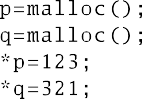 p=malloc();
q=malloc();
*p=123;
*q=321;